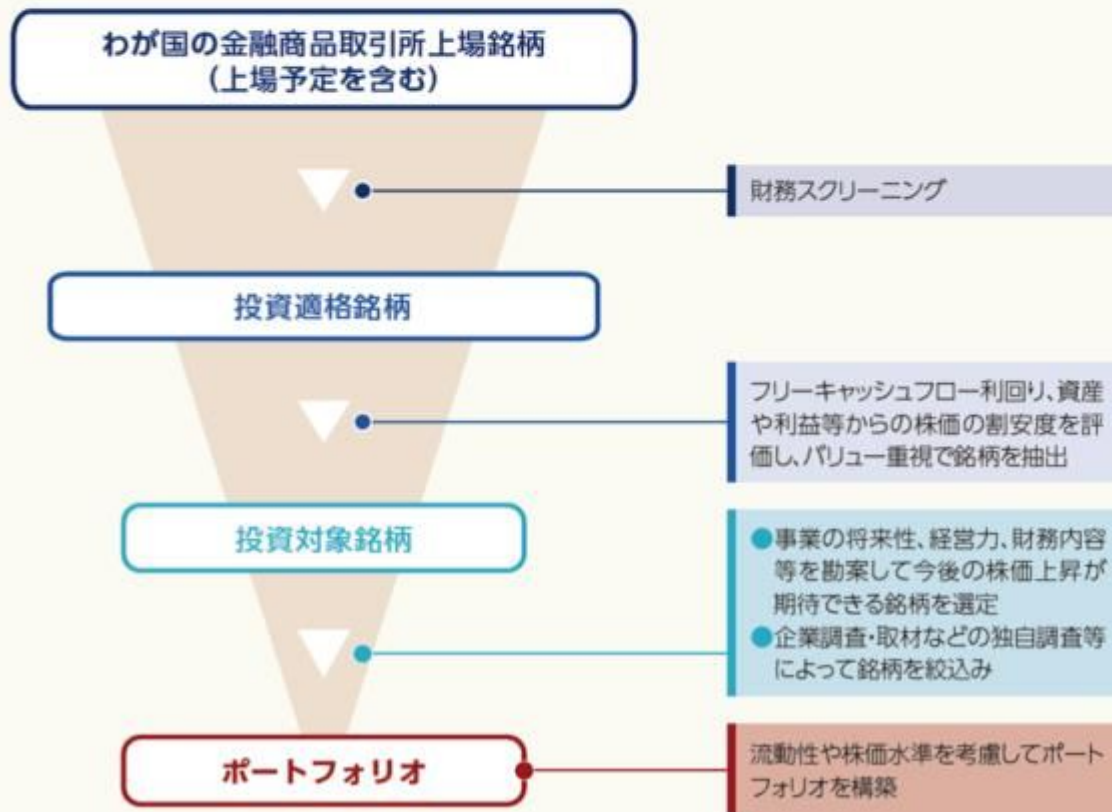 わが国の金融商品取引所上場銘柄
(上場予定を含む)
財務スクリーニング
投資適格銘柄
フリーキャッシュフロー利回り、資産
や利益等からの株価の割安度を評
価し、バリュー重視で銘柄を抽出
投資対象銘柄
●事業の将来性、経営力、財務内容
等を勘案して今後の株価上昇が
期待できる銘柄を選定
●企業調査・取材などの独自調査等
によって銘柄を絞込み
ポートフォリオ
流動性や株価水準を考慮してポート
フォリオを構築